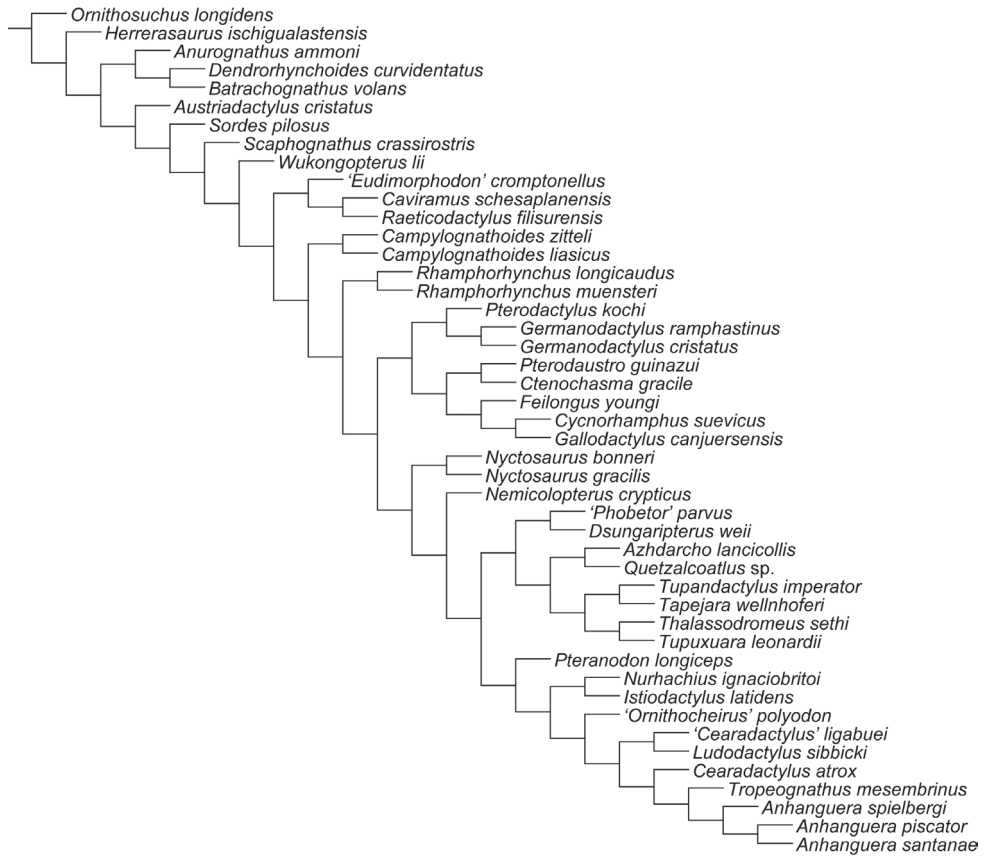 Ornithosuchus longidens
Herrerasaurus ischigualastensis
Anurognathus ammoni
Dendrorhynchoides curvidentatus
Batrachognathus volans
Austriadactylus cristatus
Sordes pilosus
Scaphognathus crassirostris
Wukongopterus lii
‘Eudimorphodon’ cromptonellus
Caviramus schesaplanensis
Raeticodactylus filisurensis
Campylognathoides zitteli
Campylognathoides liasicus
Rhamphorhynchus longicaudus
Rhamphorhynchus muensteri
Pterodactylus kochi
Germanodactylus ramphastinus
Germanodactylus cristatus
Pterodaustro guinazui
Ctenochasma gracile
Feilongus youngi
Cycnorhamphus suevicus
Gallodactylus canjuersensis
Nyctosaurus bonneri
Nyctosaurus gracilis
Nemicolopterus crypticus
‘Phobetor’ parvus
Dsungaripterus weii
Azhdarcho lancicollis
Quetzalcoatlus sp.
Tupandactylus imperator
Tapejara wellnhoferi
Thalassodromeus sethi
Tupuxuara leonardii
Pteranodon longiceps
Nurhachius ignaciobritoi
Istiodactylus latidens
‘Ornithocheirus’ polyodon
‘Cearadactylus’ ligabuei
Ludodactylus sibbicki
Cearadactylus atrox
Tropeognathus mesembrinus
Anhanguera spielbergi
Anhanguera piscator
Anhanguera santanae